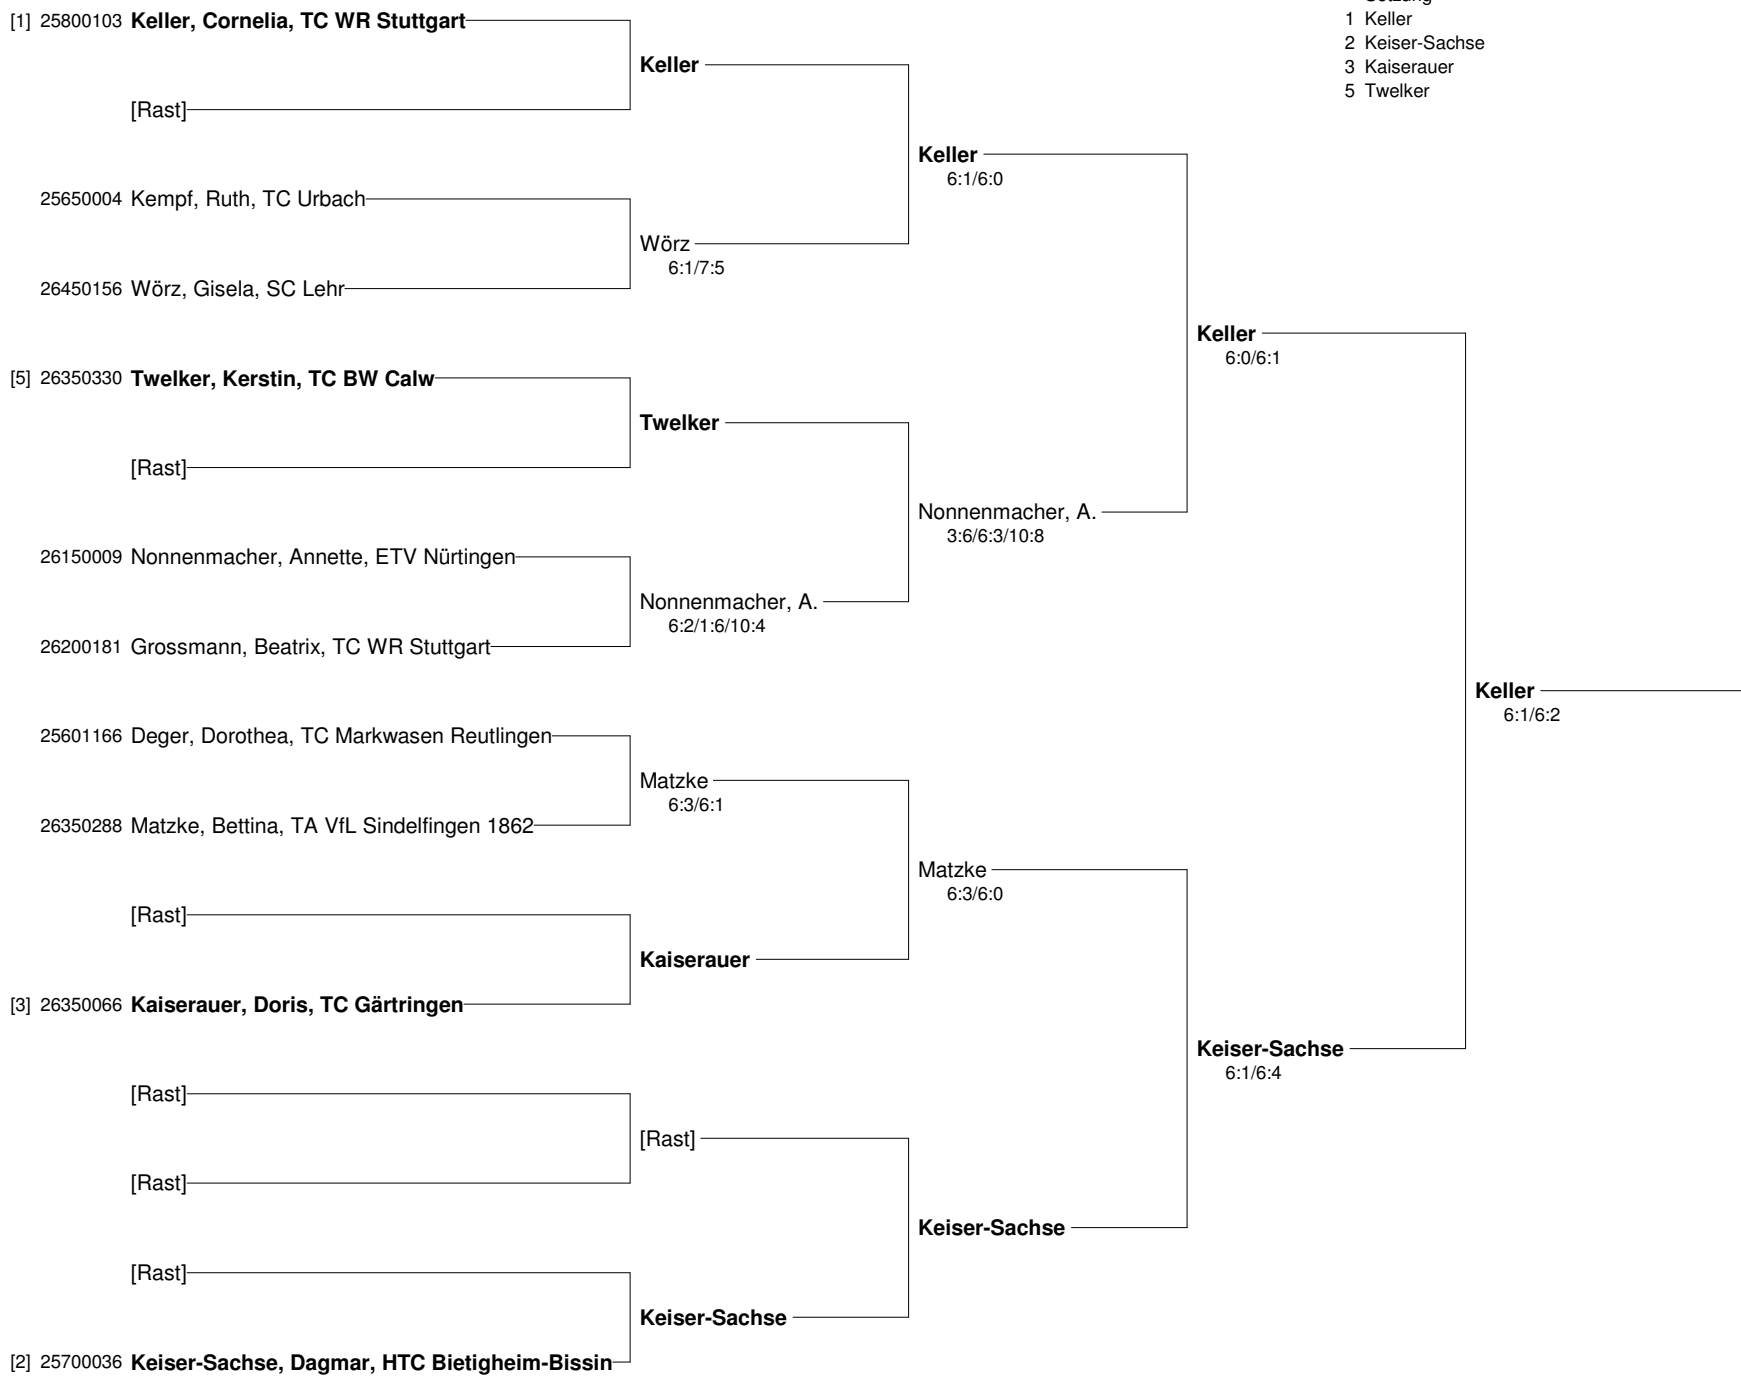 [1] 25800103 Keller, Cornelia, TC WR Stuttgart
1 Keller
2 Keiser-Sachse
3 Kaiserauer
5 Twelker
Keller
[Rast]
Keller
6:1/6:0
25650004 Kempf, Ruth, TC Urbach
Wörz
6:1/7:5
26450156 Wörz, Gisela, SC Lehr
Keller
6:0/6:1
[5] 26350330 Twelker, Kerstin, TC BW Calw
Twelker
[Rast]
Nonnenmacher, A.
3:6/6:3/10:8
26150009 Nonnenmacher, Annette, ETV Nürtingen
Nonnenmacher, A.
6:2/1:6/10:4
26200181 Grossmann, Beatrix, TC WR Stuttgart
Keller
6:1/6:2
25601166 Deger, Dorothea, TC Markwasen Reutlingen
Matzke
6:3/6:1
26350288 Matzke, Bettina, TA VfL Sindelfingen 1862
Matzke
6:3/6:0
[Rast]
Kaiserauer
[3] 26350066 Kaiserauer, Doris, TC Gärtringen
Keiser-Sachse
6:1/6:4
[Rast]
[Rast]
[Rast]
Keiser-Sachse
[Rast]
Keiser-Sachse
[2] 25700036 Keiser-Sachse, Dagmar, HTC Bietigheim-Bissin